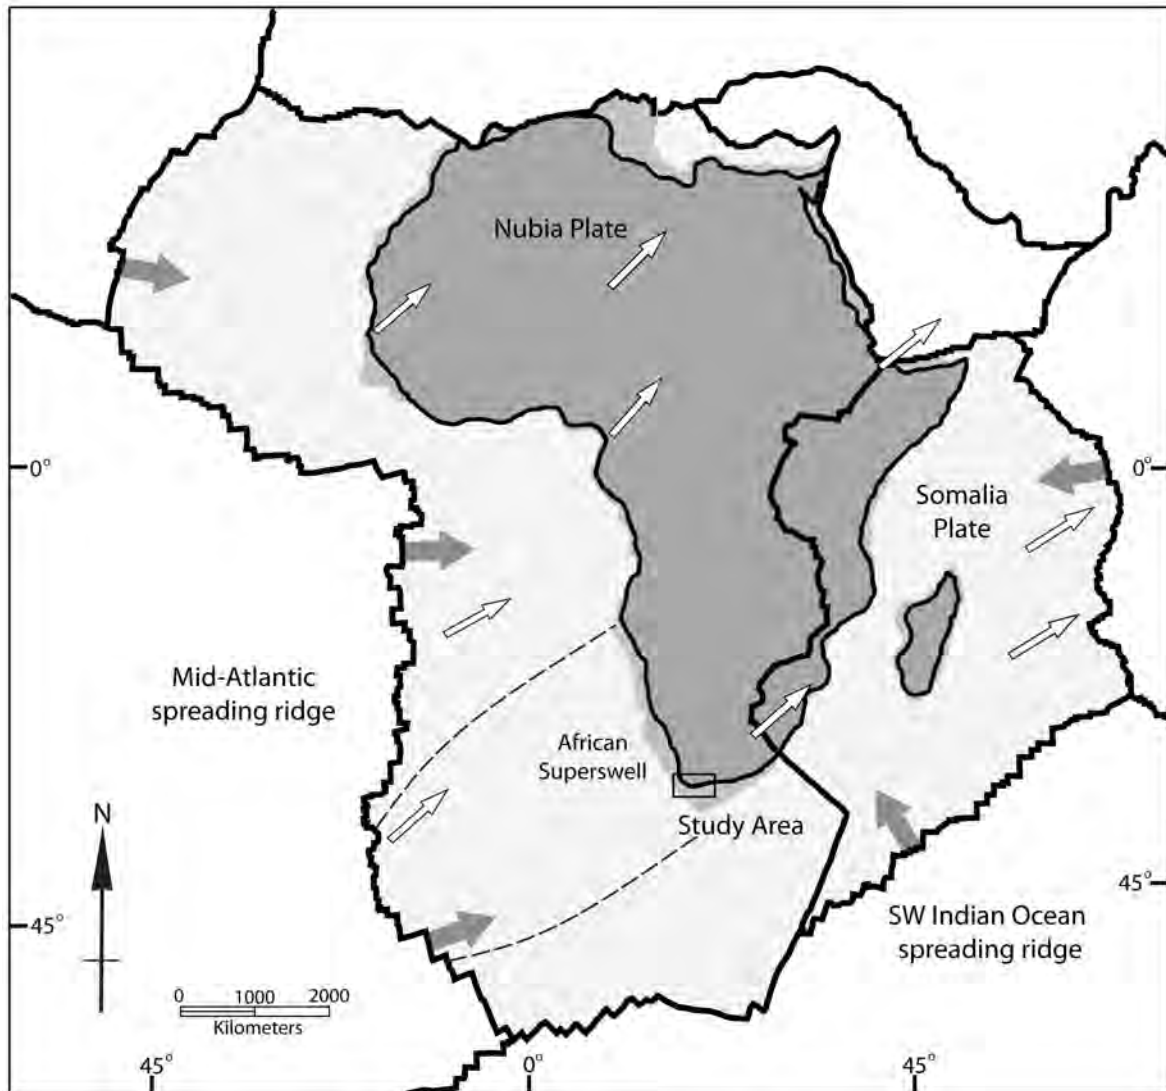 Nubia Plate
0°
0°
Somalia
Plate
Mid-Atlantic
spreading ridge
African
Superswell
N
Study Area
45°
45°
SW Indian Ocean
spreading ridge
0 1000 2000
Kilometers
45°
0°
45°